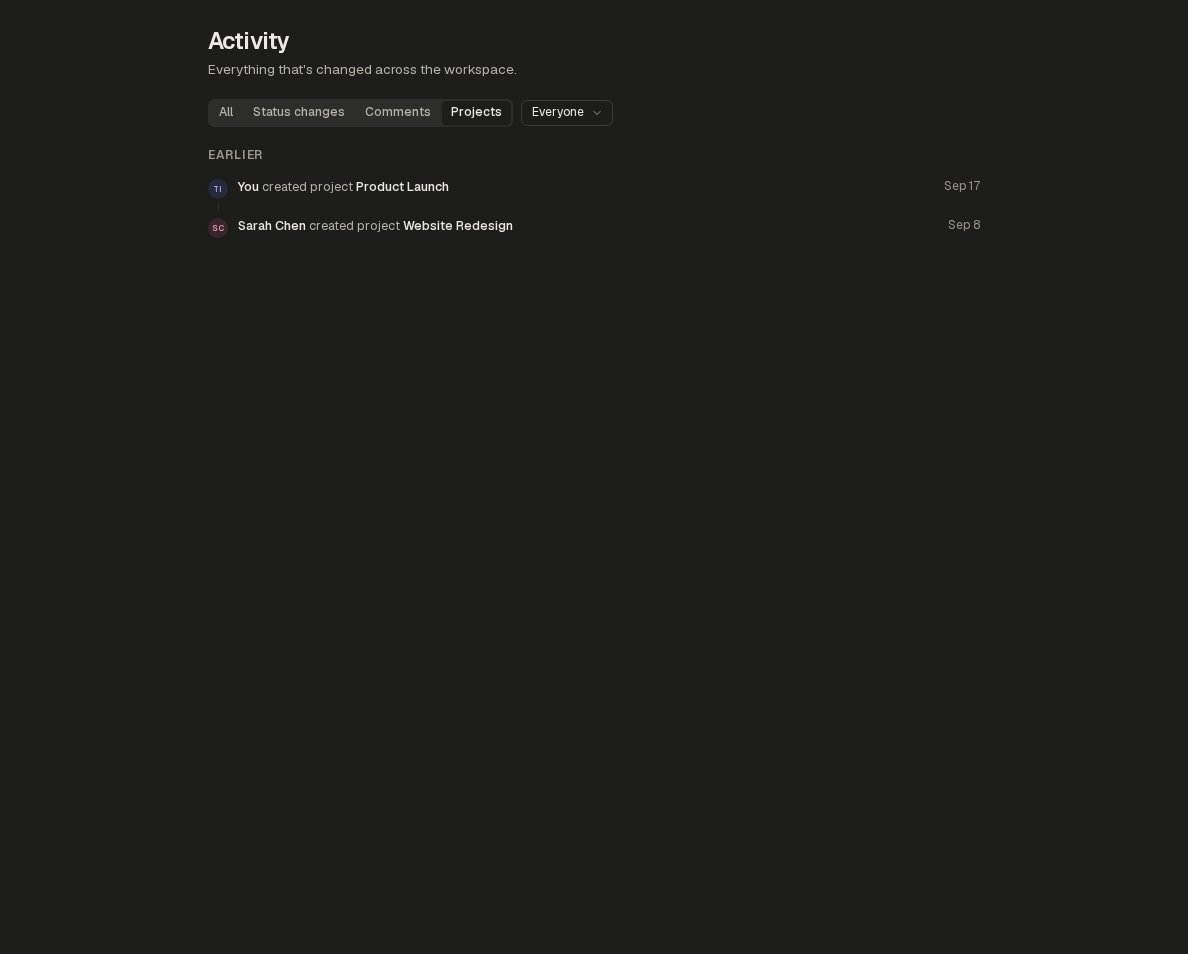 Activity
Everything that's changed across the workspace.
All Status changes Comments Projects Everyone
EARLIER
TI You created project Product Launch Sep 17
SC Sarah Chen created project Website Redesign Sep 8